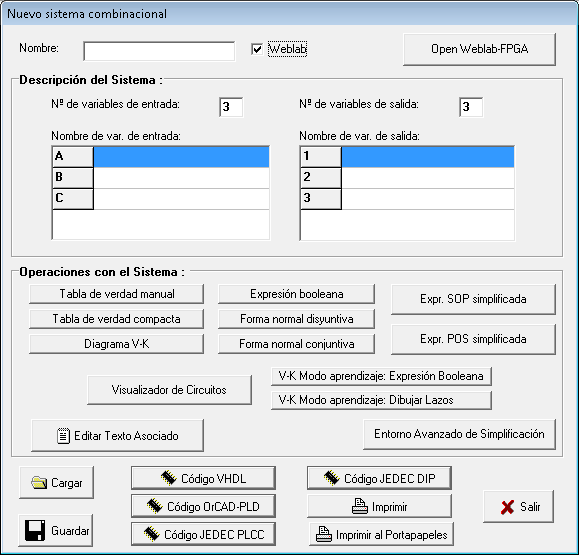 Nuevo sistema combinacional
Nombre:
Weblab
Open Weblab-FPGA
Descripción del Sistema :
Nº de variables de entrada: 3
Nº de variables de salida: 3
Nombre de var. de entrada:
Nombre de var. de salida:
A
B
C
1
2
3
Operaciones con el Sistema :
Tabla de verdad manual
Expresión booleana
Expr. SOP simplificada
Tabla de verdad compacta
Forma normal disyuntiva
Expr. POS simplificada
Diagrama V-K
Forma normal conjuntiva
Visualizador de Circuitos
V-K Modo aprendizaje: Expresión Booleana
V-K Modo aprendizaje: Dibujar Lazos
Editar Texto Asociado
Entorno Avanzado de Simplificación
Cargar
Código VHDL
Código JEDEC DIP
Código OrCAD-PLD
Imprimir
Salir
Guardar
Código JEDEC PLCC
Imprimir al Portapapeles